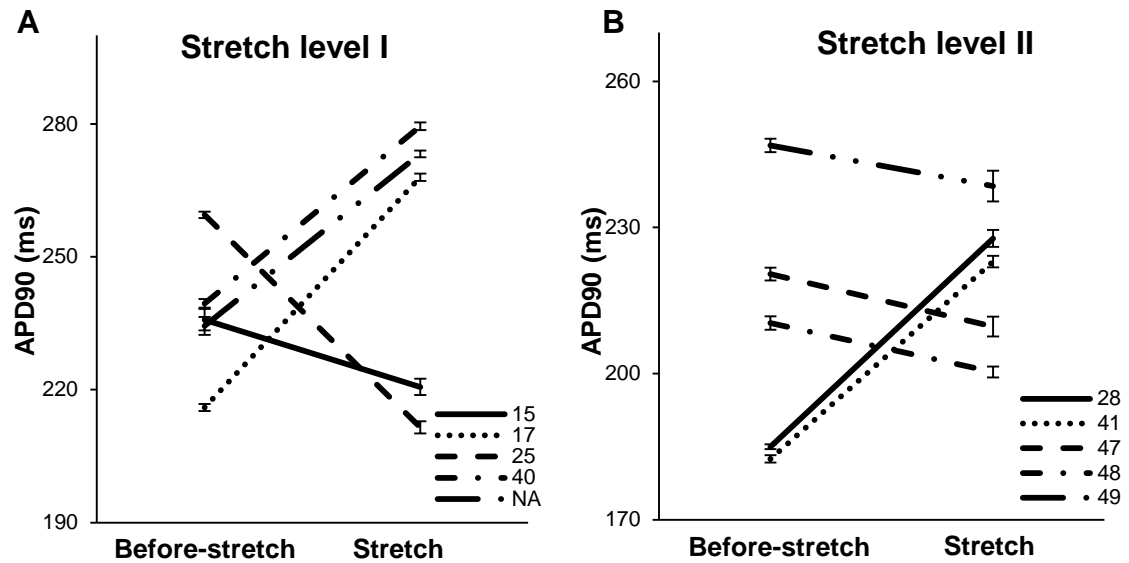 A
Stretch level I
APD90 (ms)
280
250
220
190
Before-stretch
Stretch
15
17
25
40
NA
B
Stretch level II
APD90 (ms)
260
230
200
170
Before-stretch
Stretch
28
41
47
48
49